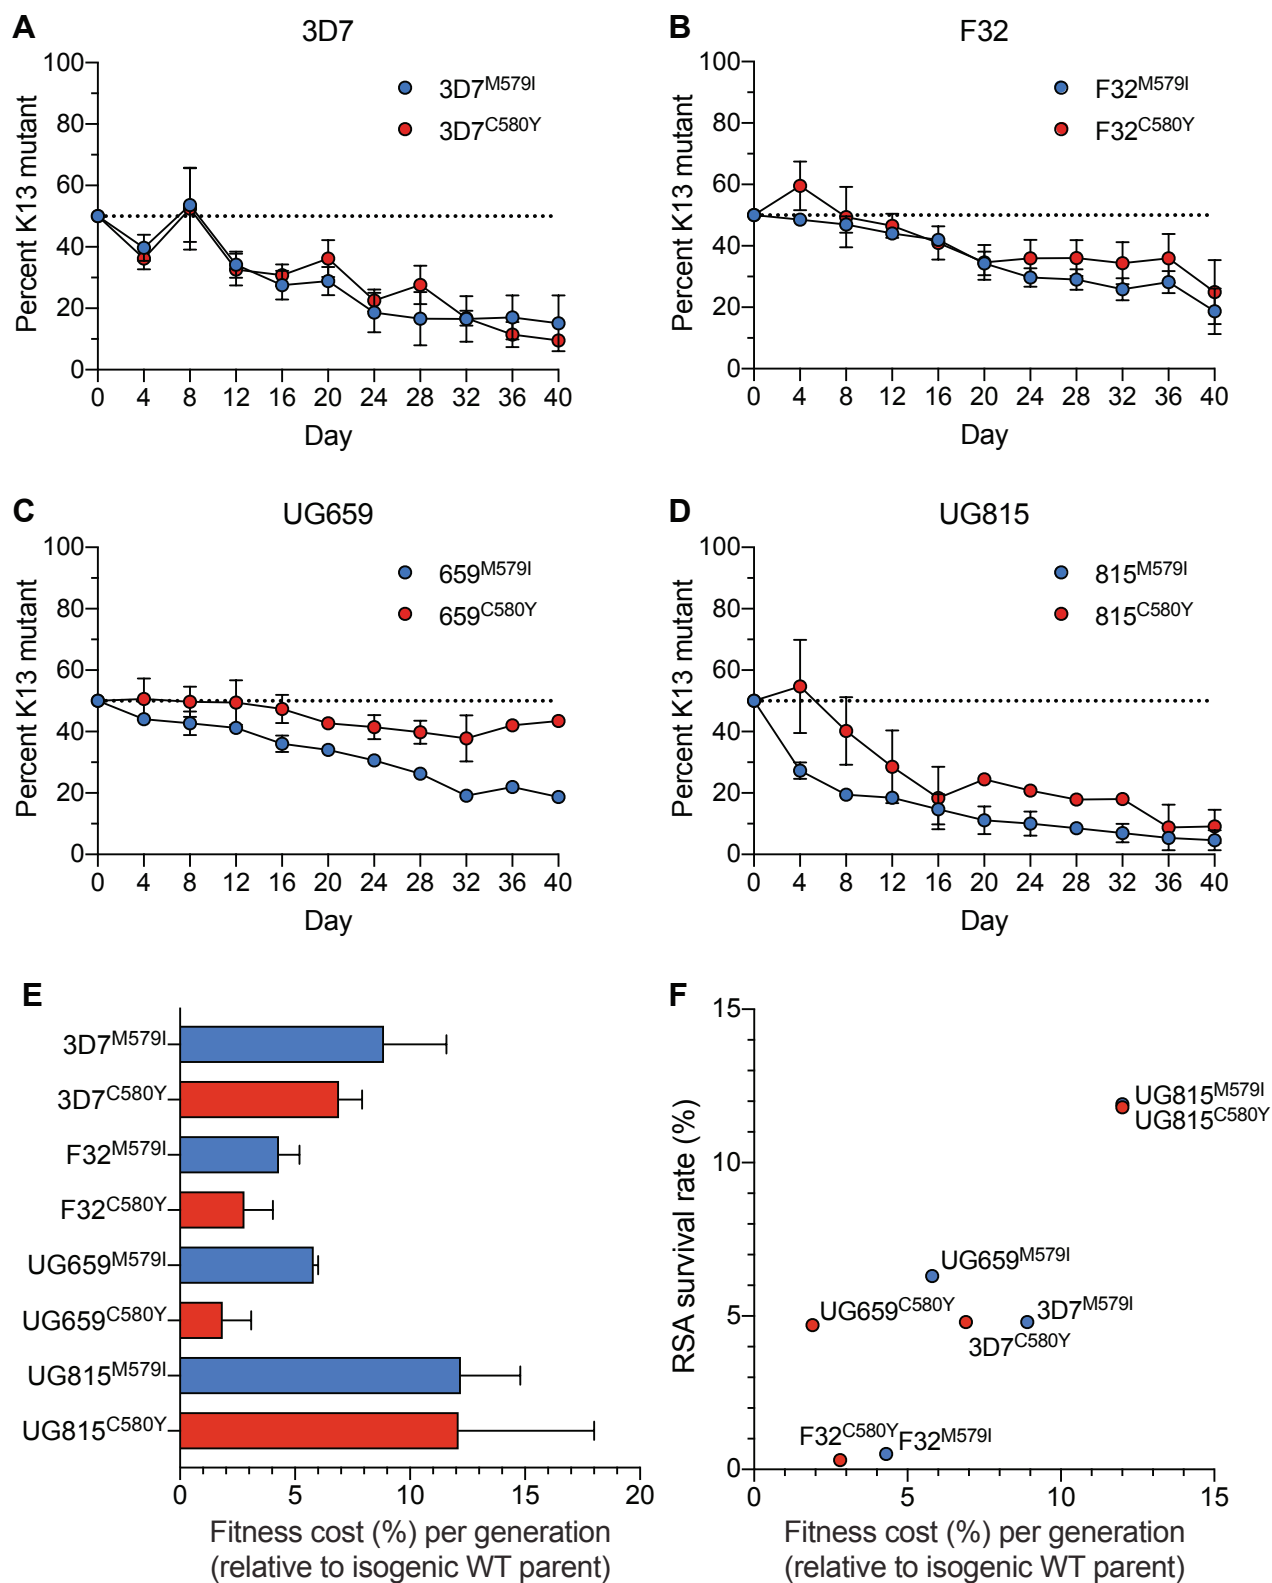 A
3D7
100
80
60
40
20
0
Percent K13 mutant
3D7M579I
3D7C580Y
0 4 8 12 16 20 24 28 32 36 40
Day
B
F32
100
80
60
40
20
0
Percent K13 mutant
F32M579I
F32C580Y
0 4 8 12 16 20 24 28 32 36 40
Day
C
UG659
100
80
60
40
20
0
Percent K13 mutant
659M579I
659C580Y
0 4 8 12 16 20 24 28 32 36 40
Day
D
UG815
100
80
60
40
20
0
Percent K13 mutant
815M579I
815C580Y
0 4 8 12 16 20 24 28 32 36 40
Day
E
3D7M579I
3D7C580Y
F32M579I
F32C580Y
UG659M579I
UG659C580Y
UG815M579I
UG815C580Y
0 5 10 15 20
Fitness cost (%) per generation
(relative to isogenic WT parent)
F
15
10
5
0
RSA survival rate (%)
UG815M579I
UG815C580Y
UG659M579I
UG659C580Y
3D7M579I
3D7C580Y
F32C580Y
F32M579I
0 5 10 15
Fitness cost (%) per generation
(relative to isogenic WT parent)